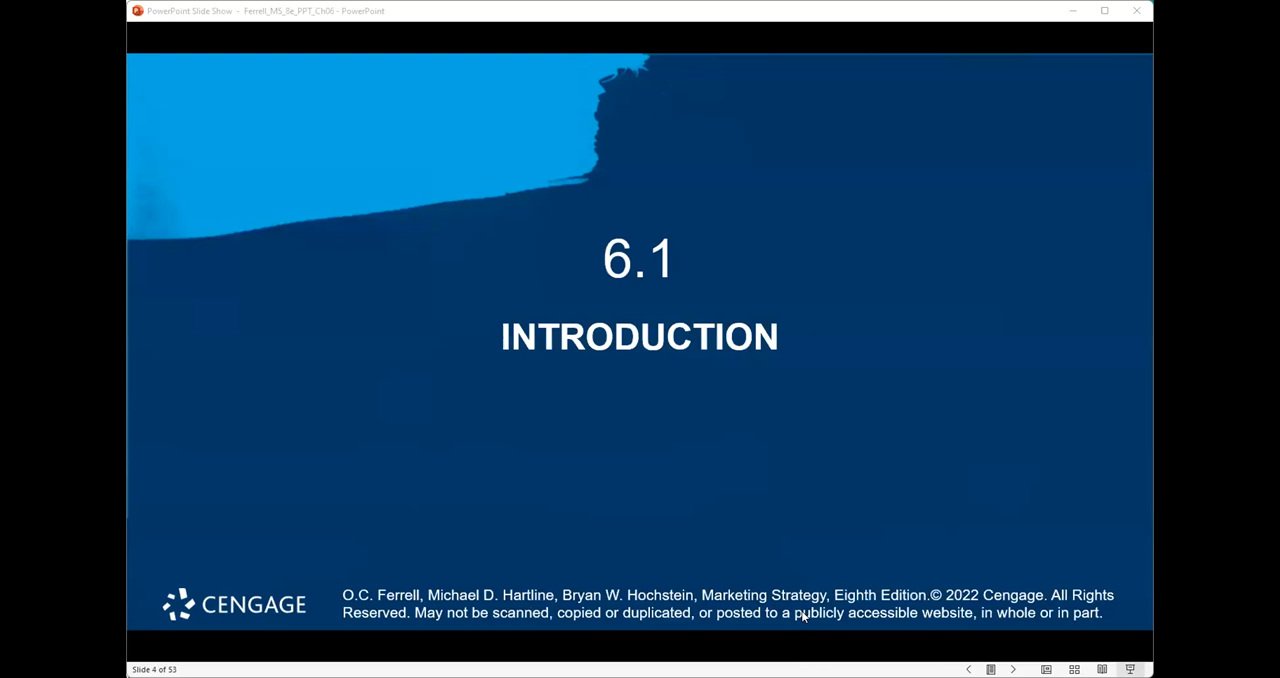 PowerPoint Slide Show - Ferrell_MS_8e_PPT_Ch06 - PowerPoint
6.1
INTRODUCTION
CENGAGE
O.C. Ferrell, Michael D. Hartline, Bryan W. Hochstein, Marketing Strategy, Eighth Edition.© 2022 Cengage. All Rights
Reserved. May not be scanned, copied or duplicated, or posted to a publicly accessible website, in whole or in part.
Slide 4 of 53